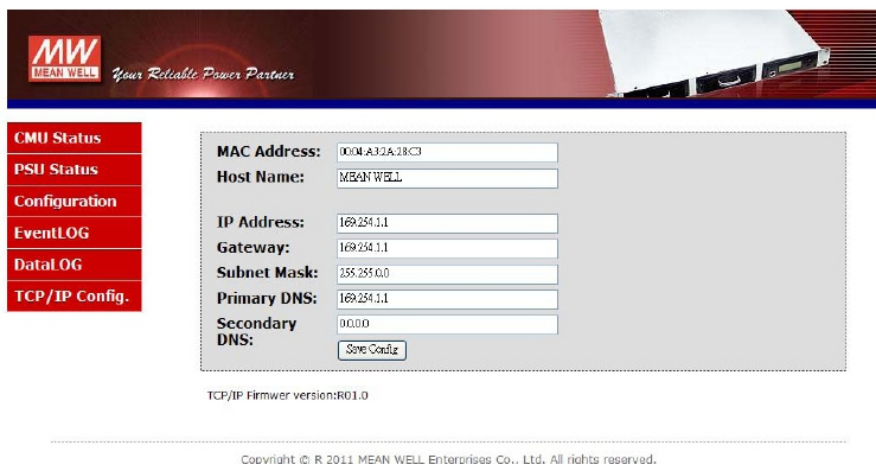 MW
MEAN WELL
Your Reliable Power Partner
CMU Status
PSU Status
Configuration
EventLOG
DataLOG
TCP/IP Config.
MAC Address: 00:04:A3:2A:28:C3
Host Name: MEAN WELL
IP Address: 169.254.1.1
Gateway: 169.254.1.1
Subnet Mask: 255.255.0.0
Primary DNS: 169.254.1.1
Secondary DNS: 0.0.0.0
Save Config
TCP/IP Firmwer version:R01.0
Copyright © R 2011 MEAN WELL Enterprises Co., Ltd. All rights reserved.